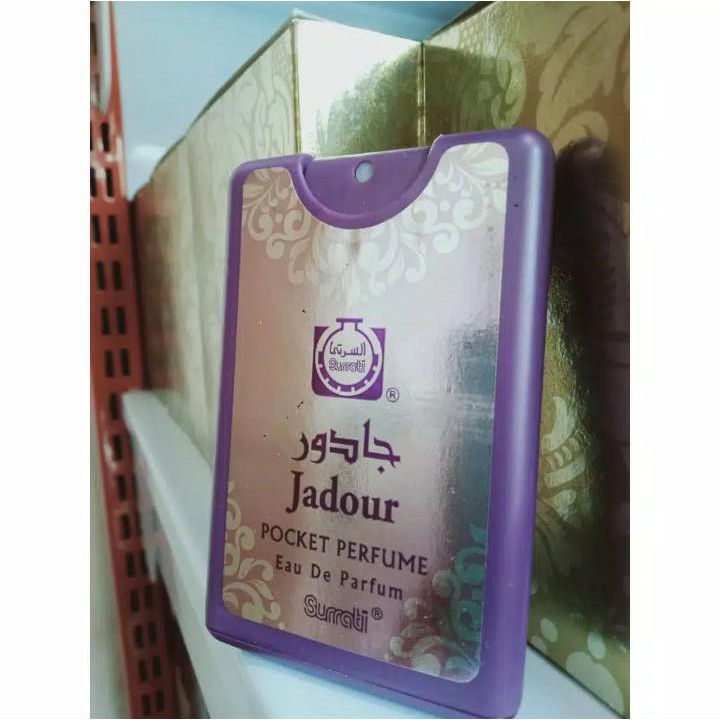 السرتي
Surrati
®
جادور
Jadour
POCKET PERFUME
Eau De Parfum
Surrati®